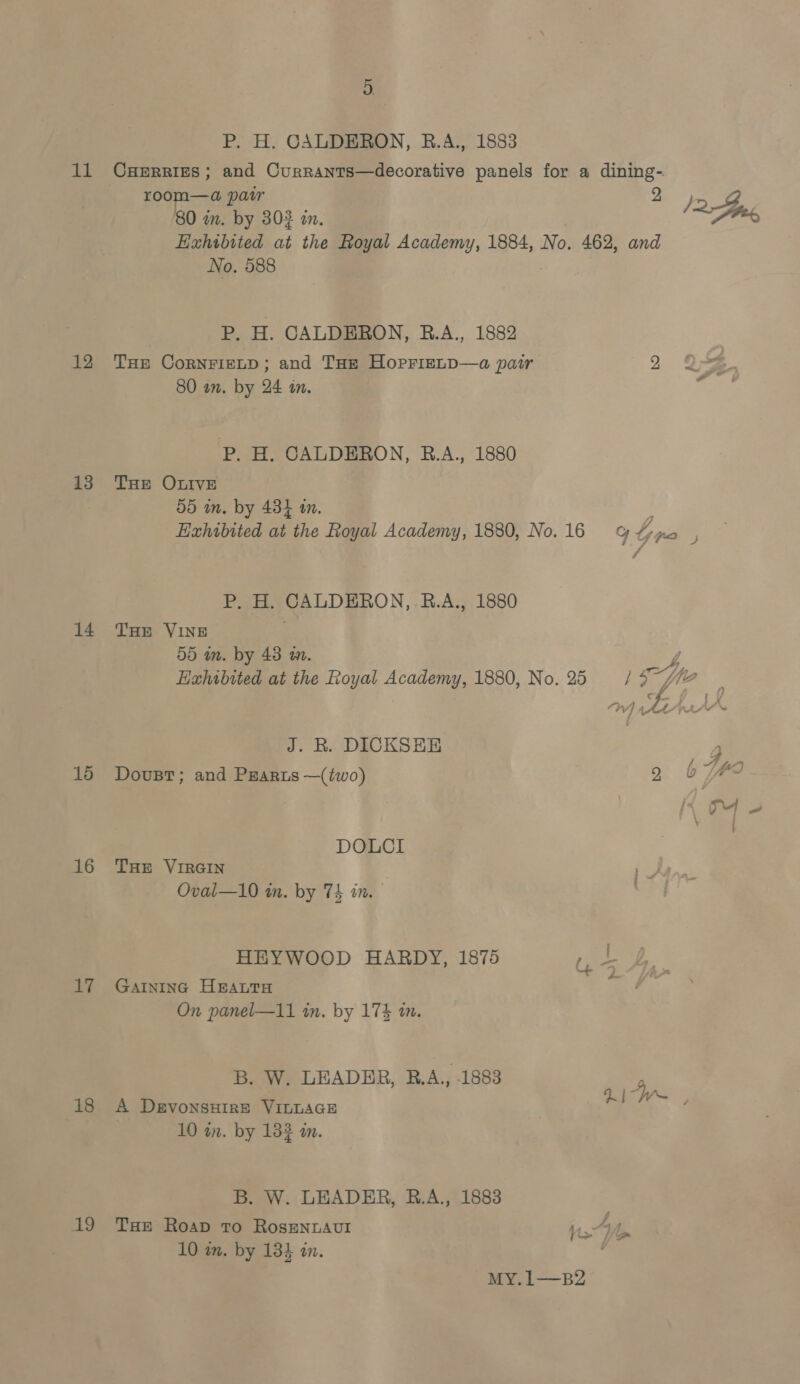 5
P. H. CALDERON, R.A., 1883
11 CHERRIES; and CURRANTS—decorative panels for a dining-
room—a pair 2
80 in. by 30¾ in.
Exhibited at the Royal Academy, 1884, No. 462, and
No. 588
P. H. CALDERON, R.A., 1882
12 THE CORNFIELD; and THE HOPFIELD—a pair 2
80 in. by 24 in.
P. H. CALDERON, R.A., 1880
13 THE OLIVE
55 in. by 43½ in.
Exhibited at the Royal Academy, 1880, No. 16
P. H. CALDERON, R.A., 1880
14 THE VINE
55 in. by 43 in.
Exhibited at the Royal Academy, 1880, No. 25
J. R. DICKSEE
15 DOUBT; and PEARLS—(two) 2
DOLCI
16 THE VIRGIN
Oval—10 in. by 7½ in.
HEYWOOD HARDY, 1875
17 GAINING HEALTH
On panel—11 in. by 17½ in.
B. W. LEADER, R.A., 1883
18 A DEVONSHIRE VILLAGE
10 in. by 13¾ in.
B. W. LEADER, R.A., 1883
19 THE ROAD TO ROSENLAUI
10 in. by 13½ in.
MY.1—B2